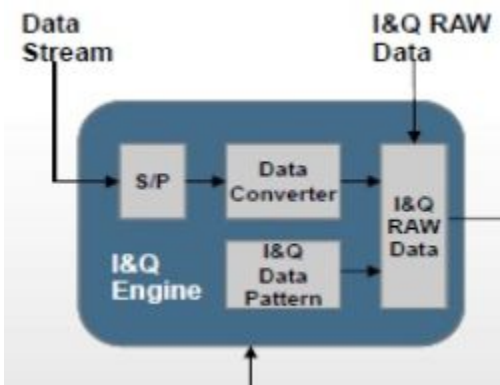 Data
Stream
I&Q RAW
Data
S/P
Data
Converter
I&Q
RAW
Data
I&Q
Data
Pattern
I&Q
Engine